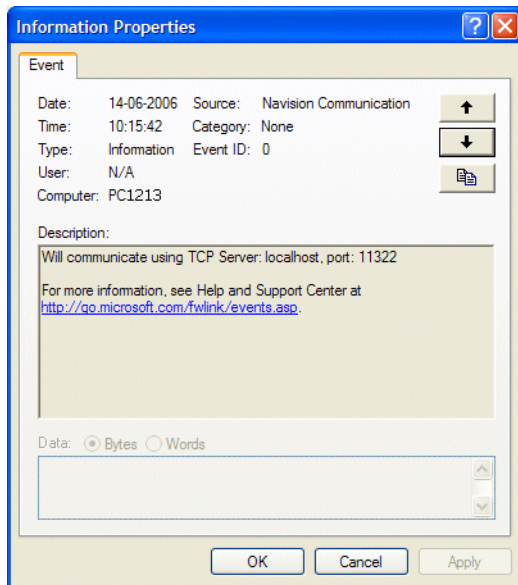 Information Properties
Event
Date: 14-06-2006 Source: Navision Communication
Time: 10:15:42 Category: None
Type: Information Event ID: 0
User: N/A
Computer: PC1213
Description:
Will communicate using TCP Server: localhost, port: 11322
For more information, see Help and Support Center at
http://go.microsoft.com/fwlink/events.asp.
Data: Bytes Words
OK Cancel Apply